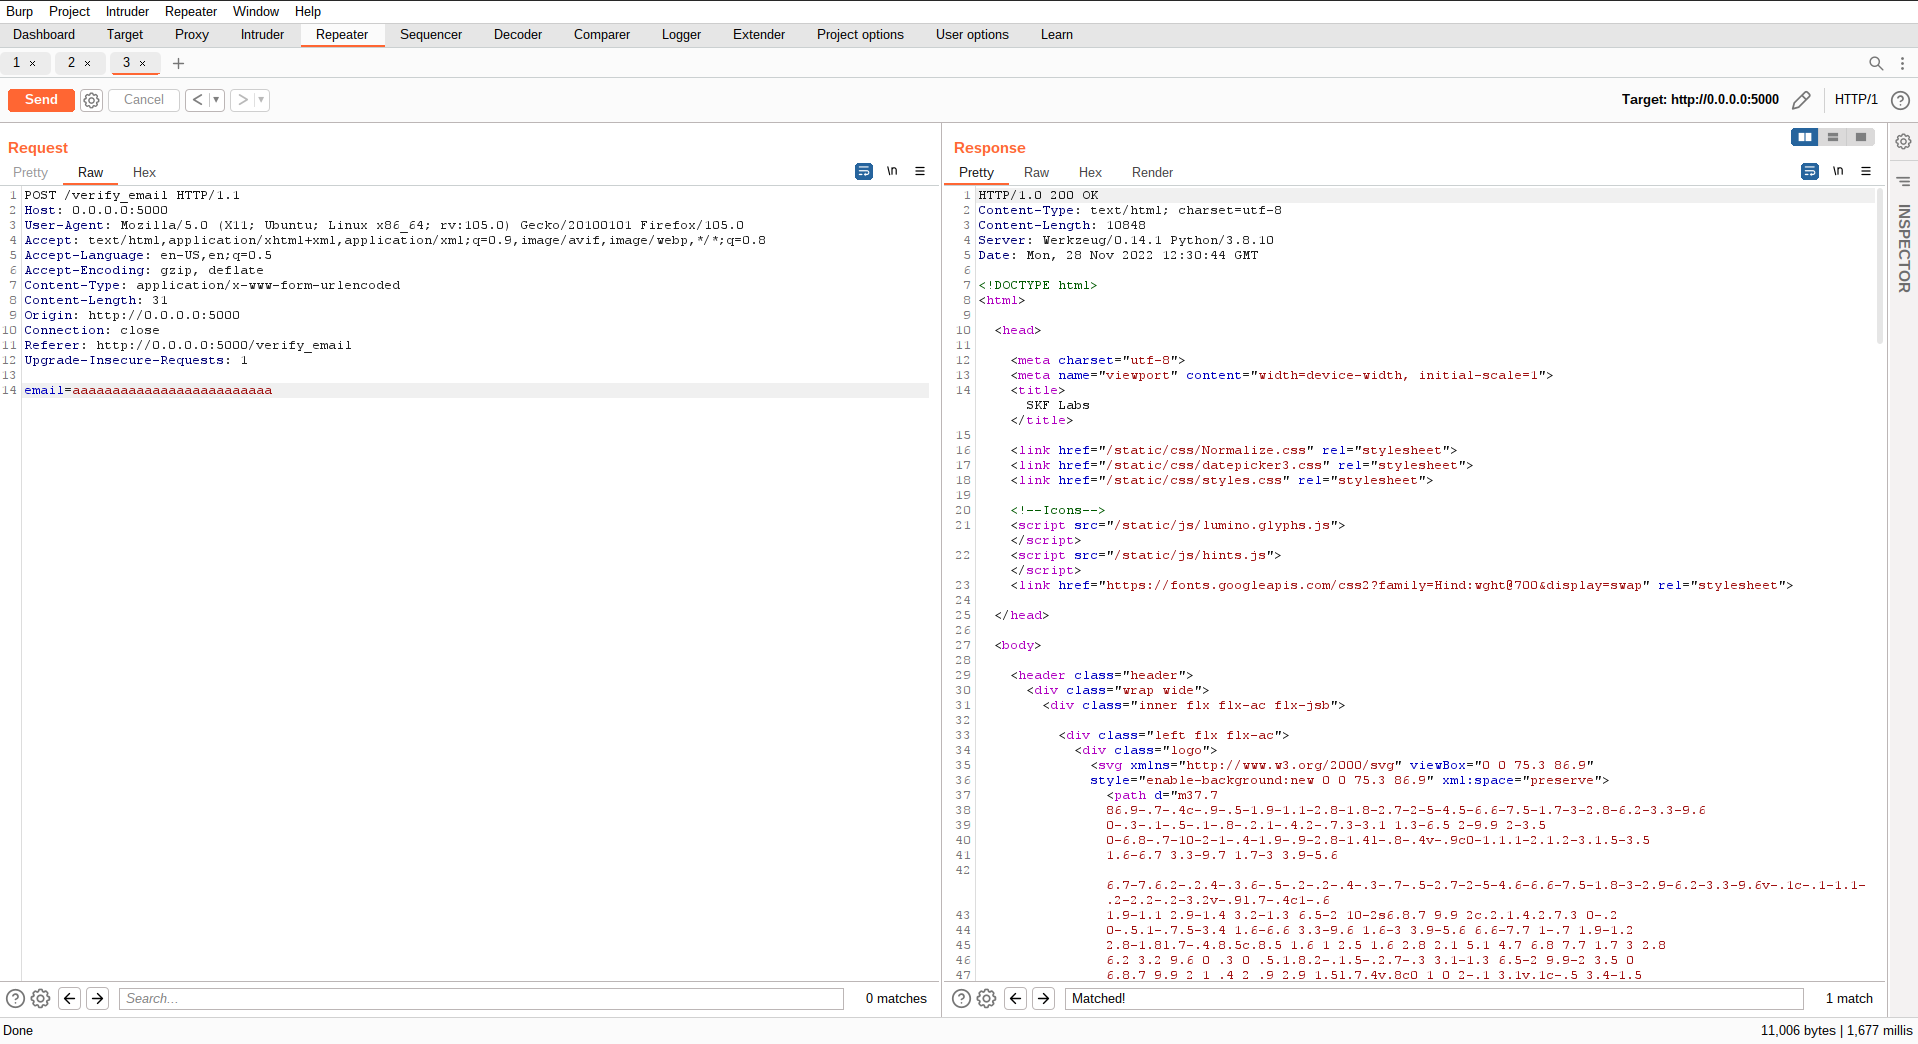 Burp Project Intruder Repeater Window Help
Dashboard Target Proxy Intruder Repeater Sequencer Decoder Comparer Logger Extender Project options User options Learn
1 × 2 × 3 × +
Send Cancel < > Target: http://0.0.0.0:5000 HTTP/1
Request
Pretty Raw Hex \n
1 POST /verify_email HTTP/1.1
2 Host: 0.0.0.0:5000
3 User-Agent: Mozilla/5.0 (X11; Ubuntu; Linux x86_64; rv:105.0) Gecko/20100101 Firefox/105.0
4 Accept: text/html,application/xhtml+xml,application/xml;q=0.9,image/avif,image/webp,*/*;q=0.8
5 Accept-Language: en-US,en;q=0.5
6 Accept-Encoding: gzip, deflate
7 Content-Type: application/x-www-form-urlencoded
8 Content-Length: 31
9 Origin: http://0.0.0.0:5000
10 Connection: close
11 Referer: http://0.0.0.0:5000/verify_email
12 Upgrade-Insecure-Requests: 1
13
14 email=aaaaaaaaaaaaaaaaaaaaaaaaa
Search... 0 matches
Response
Pretty Raw Hex Render \n
1 HTTP/1.0 200 OK
2 Content-Type: text/html; charset=utf-8
3 Content-Length: 10848
4 Server: Werkzeug/0.14.1 Python/3.8.10
5 Date: Mon, 28 Nov 2022 12:30:44 GMT
6
7 <!DOCTYPE html>
8 <html>
9
10 <head>
11
12 <meta charset="utf-8">
13 <meta name="viewport" content="width=device-width, initial-scale=1">
14 <title>
SKF Labs
</title>
15
16 <link href="/static/css/Normalize.css" rel="stylesheet">
17 <link href="/static/css/datepicker3.css" rel="stylesheet">
18 <link href="/static/css/styles.css" rel="stylesheet">
19
20 <!--Icons-->
21 <script src="/static/js/lumino.glyphs.js">
</script>
22 <script src="/static/js/hints.js">
</script>
23 <link href="https://fonts.googleapis.com/css2?family=Hind:wght@700&display=swap" rel="stylesheet">
24
25 </head>
26
27 <body>
28
29 <header class="header">
30 <div class="wrap wide">
31 <div class="inner flx flx-ac flx-jsb">
32
33 <div class="left flx flx-ac">
34 <div class="logo">
35 <svg xmlns="http://www.w3.org/2000/svg" viewBox="0 0 75.3 86.9"
36 style="enable-background:new 0 0 75.3 86.9" xml:space="preserve">
37 <path d="m37.7
38 86.9-.7-.4c-.9-.5-1.9-1.1-2.8-1.8-2.7-2-5-4.5-6.6-7.5-1.7-3-2.8-6.2-3.3-9.6
39 0-.3-.1-.5-.1-.8-.2.1-.4.2-.7.3-3.1 1.3-6.5 2-9.9 2-3.5
40 0-6.8-.7-10-2-1-.4-1.9-.9-2.8-1.4l-.8-.4v-.9c0-1.1.1-2.1.2-3.1.5-3.5
41 1.6-6.7 3.3-9.7 1.7-3 3.9-5.6
42
6.7-7.6.2-.2.4-.3.6-.5-.2-.2-.4-.3-.7-.5-2.7-2-5-4.6-6.6-7.5-1.8-3-2.9-6.2-3.3-9.6v-.1c-.1-1.1-
.2-2.2-.2-3.2v-.9l.7-.4c1-.6
43 1.9-1.1 2.9-1.4 3.2-1.3 6.5-2 10-2s6.8.7 9.9 2c.2.1.4.2.7.3 0-.2
44 0-.5.1-.7.5-3.4 1.6-6.6 3.3-9.6 1.6-3 3.9-5.6 6.6-7.7 1-.7 1.9-1.2
45 2.8-1.8l.7-.4.8.5c.8.5 1.6 1 2.5 1.6 2.8 2.1 5.1 4.7 6.8 7.7 1.7 3 2.8
46 6.2 3.2 9.6 0 .3 0 .5.1.8.2-.1.5-.2.7-.3 3.1-1.3 6.5-2 9.9-2 3.5 0
47 6.8.7 9.9 2 1 .4 2 .9 2.9 1.5l.7.4v.8c0 1 0 2-.1 3.1v.1c-.5 3.4-1.5
Matched! 1 match
INSPECTOR
Done 11,006 bytes | 1,677 millis